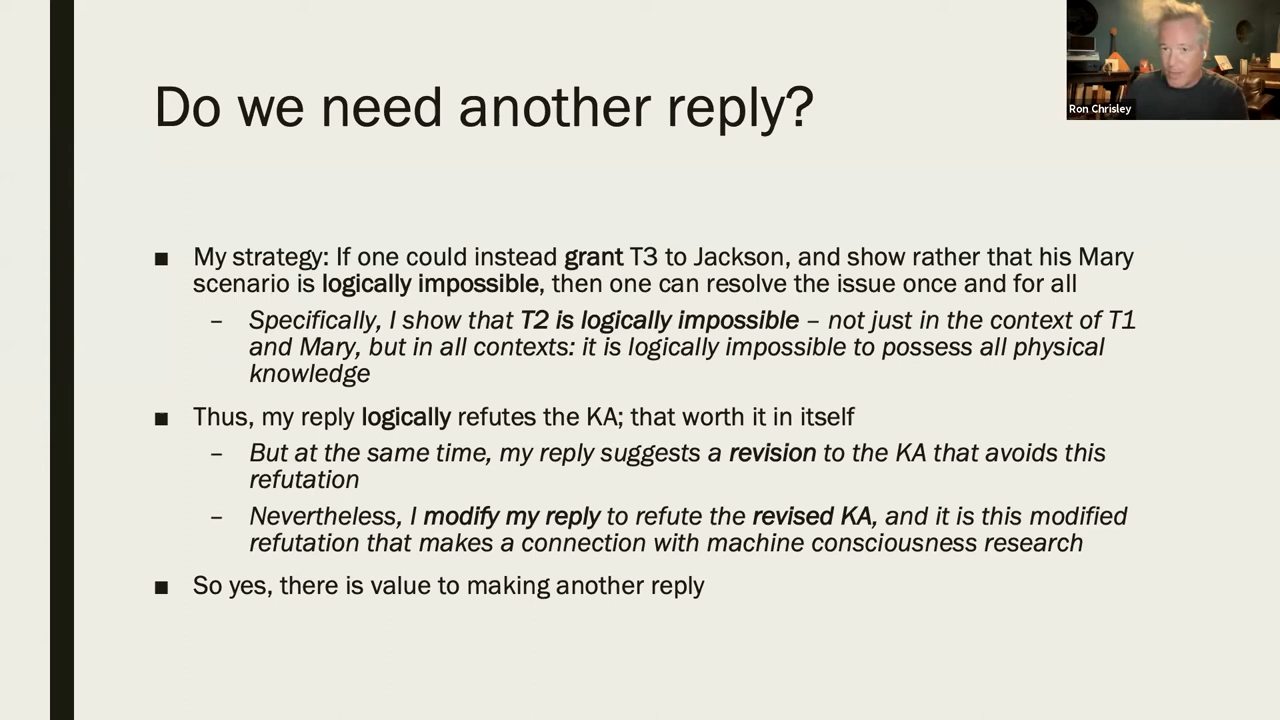 Do we need another reply?
Ron Chrisley
■ My strategy: If one could instead grant T3 to Jackson, and show rather that his Mary
scenario is logically impossible, then one can resolve the issue once and for all
– Specifically, I show that T2 is logically impossible – not just in the context of T1
and Mary, but in all contexts: it is logically impossible to possess all physical
knowledge
■ Thus, my reply logically refutes the KA; that worth it in itself
– But at the same time, my reply suggests a revision to the KA that avoids this
refutation
– Nevertheless, I modify my reply to refute the revised KA, and it is this modified
refutation that makes a connection with machine consciousness research
■ So yes, there is value to making another reply